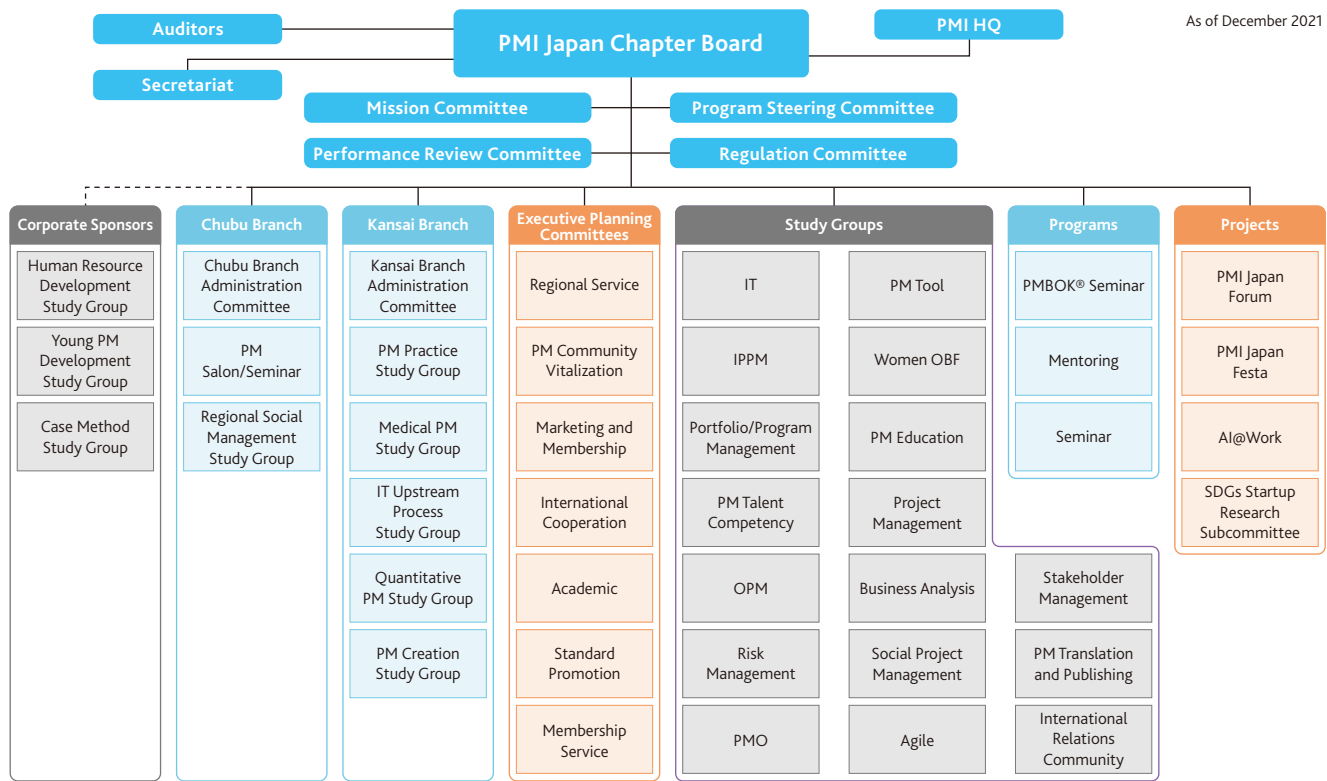 As of December 2021
Auditors
PMI Japan Chapter Board
PMI HQ
Secretariat
Mission Committee
Program Steering Committee
Performance Review Committee
Regulation Committee
Corporate Sponsors
Human Resource
Development
Study Group
Young PM
Development
Study Group
Case Method
Study Group
Chubu Branch
Chubu Branch
Administration
Committee
PM
Salon/Seminar
Regional Social
Management
Study Group
Kansai Branch
Kansai Branch
Administration
Committee
PM Practice
Study Group
Medical PM
Study Group
IT Upstream
Process
Study Group
Quantitative
PM Study Group
PM Creation
Study Group
Executive Planning
Committees
Regional Service
PM Community
Vitalization
Marketing and
Membership
International
Cooperation
Academic
Standard
Promotion
Membership
Service
Study Groups
IT
IPPM
Portfolio/Program
Management
PM Talent
Competency
OPM
Risk
Management
PMO
PM Tool
Women OBF
PM Education
Project
Management
Business Analysis
Social Project
Management
Agile
Stakeholder
Management
PM Translation
and Publishing
International
Relations
Community
Programs
PMBOK® Seminar
Mentoring
Seminar
Projects
PMI Japan
Forum
PMI Japan
Festa
AI@Work
SDGs Startup
Research
Subcommittee